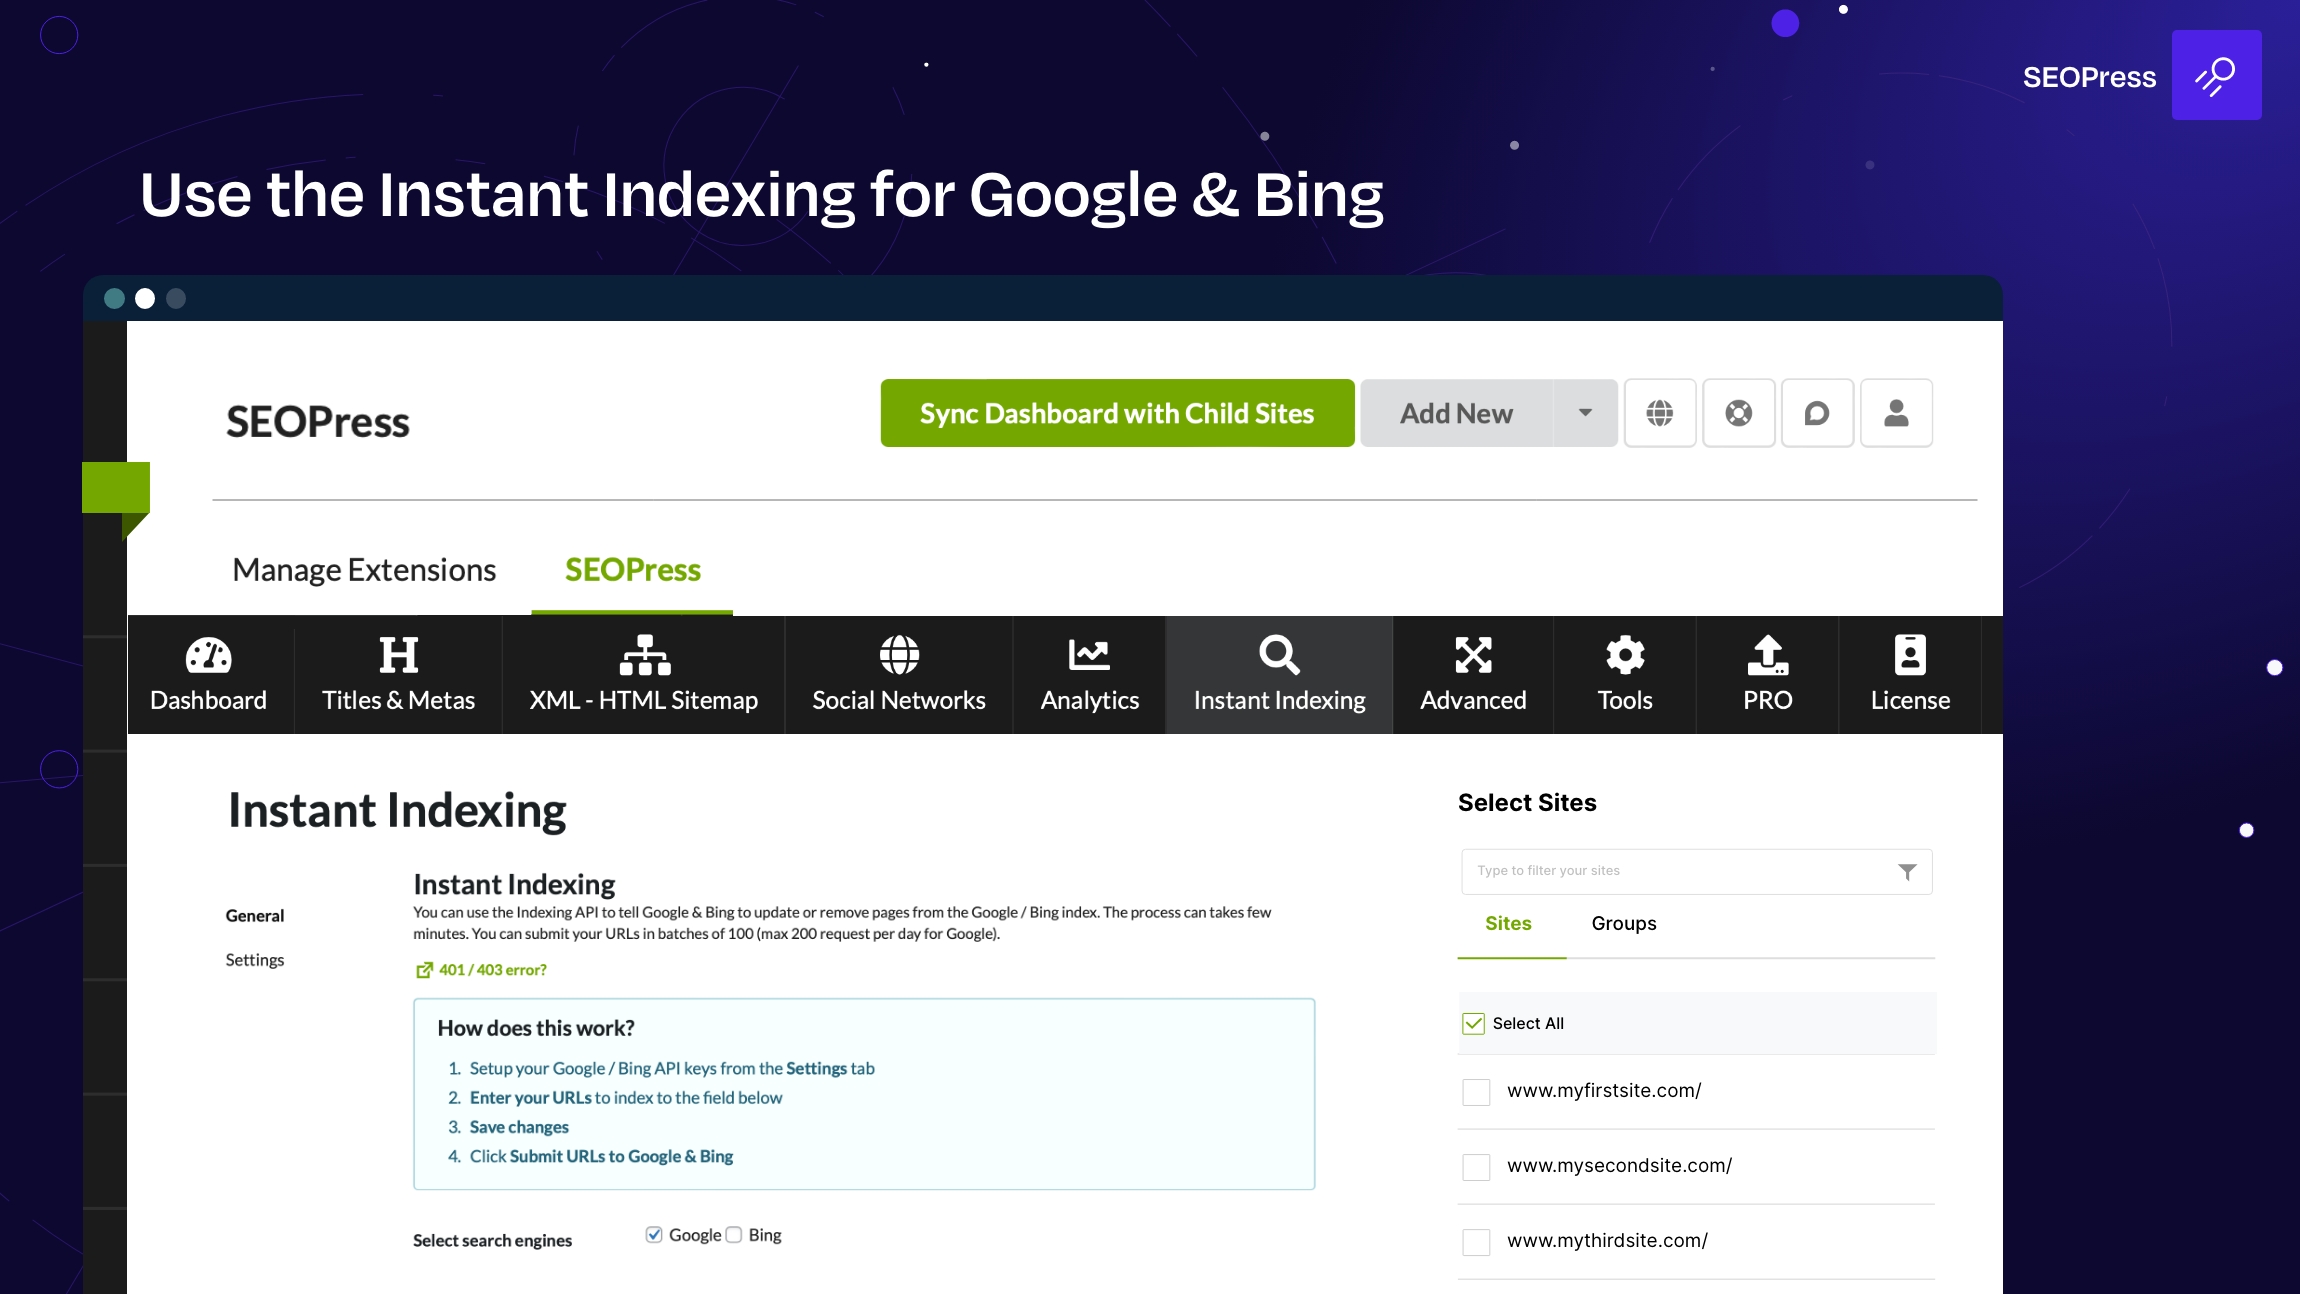 SEOPress
Use the Instant Indexing for Google & Bing
SEOPress
Sync Dashboard with Child Sites
Add New
Manage Extensions
SEOPress
Dashboard
Titles & Metas
XML - HTML Sitemap
Social Networks
Analytics
Instant Indexing
Advanced
Tools
PRO
License
Instant Indexing
General
Settings
Instant Indexing
You can use the Indexing API to tell Google & Bing to update or remove pages from the Google / Bing index. The process can takes few
minutes. You can submit your URLs in batches of 100 (max 200 request per day for Google).
401 / 403 error?
How does this work?
1. Setup your Google / Bing API keys from the Settings tab
2. Enter your URLs to index to the field below
3. Save changes
4. Click Submit URLs to Google & Bing
Select search engines
Google
Bing
Select Sites
Type to filter your sites
Sites
Groups
Select All
www.myfirstsite.com/
www.mysecondsite.com/
www.mythirdsite.com/